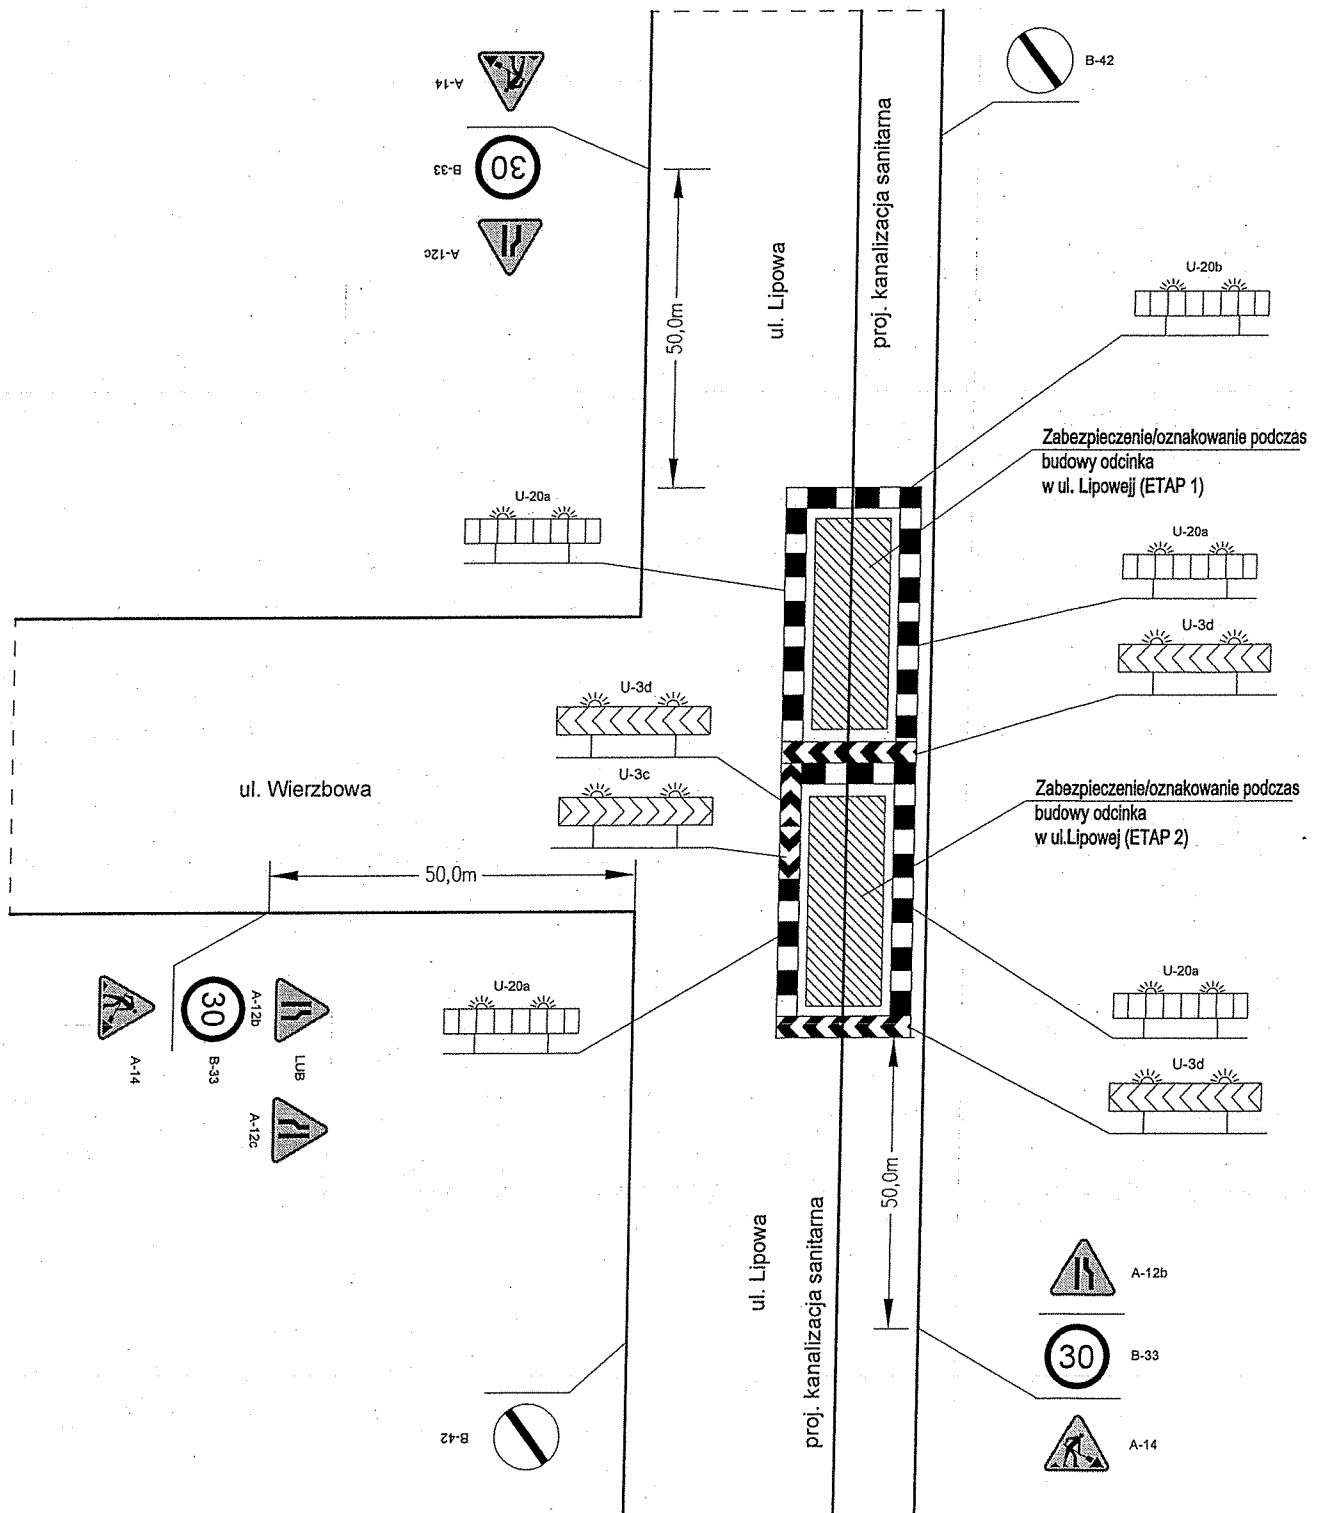 A-14
B-33
30
A-12c
B-42
ul. Lipowa
proj. kanalizacja sanitarna
50,0m
U-20b
Zabezpieczenie/oznakowanie podczas
budowy odcinka
w ul. Lipowejj (ETAP 1)
U-20a
U-20a
U-3d
U-3d
U-3c
ul. Wierzbowa
50,0m
Zabezpieczenie/oznakowanie podczas
budowy odcinka
w ul.Lipowej (ETAP 2)
A-14
30
B-33
A-12b
LUB
A-12c
U-20a
U-20a
U-3d
50,0m
ul. Lipowa
proj. kanalizacja sanitarna
A-12b
30
B-33
A-14
B-42